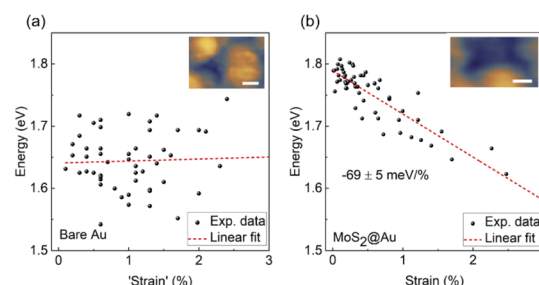 (a)
1.8
1.7
1.6
1.5
Energy (eV)
Bare Au
Exp. data
Linear fit
0 1 2 3
'Strain' (%)
(b)
1.8
1.7
1.6
1.5
Energy (eV)
-69 ± 5 meV/%
MoS₂@Au
Exp. data
Linear fit
0 1 2
Strain (%)